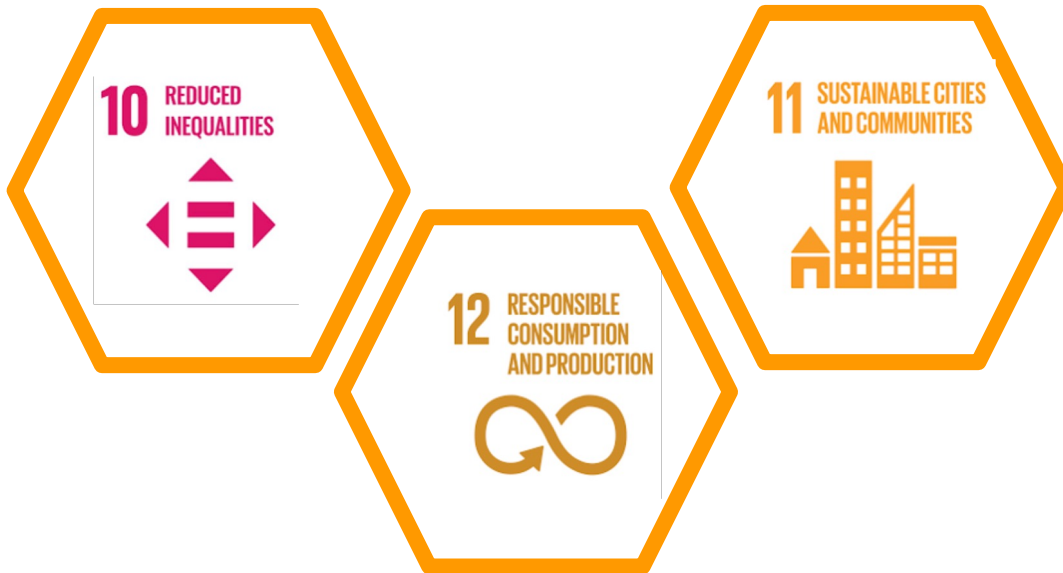 10 REDUCED
INEQUALITIES
11 SUSTAINABLE CITIES
AND COMMUNITIES
12 RESPONSIBLE
CONSUMPTION
AND PRODUCTION